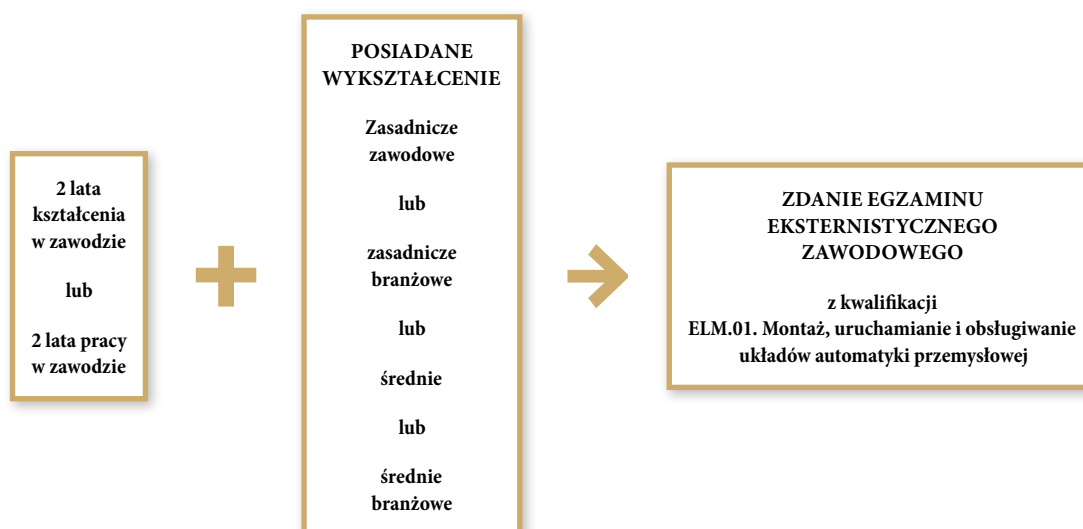 2 lata
kształcenia
w zawodzie
lub
2 lata pracy
w zawodzie
POSIADANE
WYKSZTAŁCENIE
Zasadnicze
zawodowe
lub
zasadnicze
branżowe
lub
średnie
lub
średnie
branżowe
ZDANIE EGZAMINU
EKSTERNISTYCZNEGO
ZAWODOWEGO
z kwalifikacji
ELM.01. Montaż, uruchamianie i obsługiwanie
układów automatyki przemysłowej